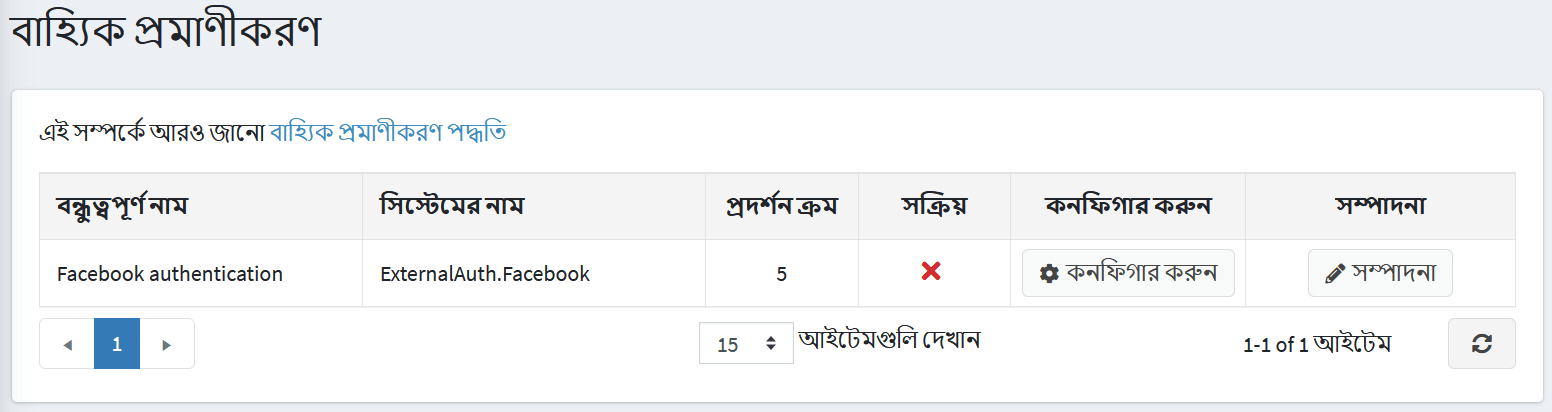 বাহ্যিক প্রমাণীকরণ
এই সম্পর্কে আরও জানো বাহ্যিক প্রমাণীকরণ পদ্ধতি
বন্ধুত্বপূর্ণ নাম সিস্টেমের নাম প্রদর্শন ক্রম সক্রিয় কনফিগার করুন সম্পাদনা
Facebook authentication ExternalAuth.Facebook 5 কনফিগার করুন সম্পাদনা
1 15 আইটেমগুলি দেখান 1-1 of 1 আইটেম